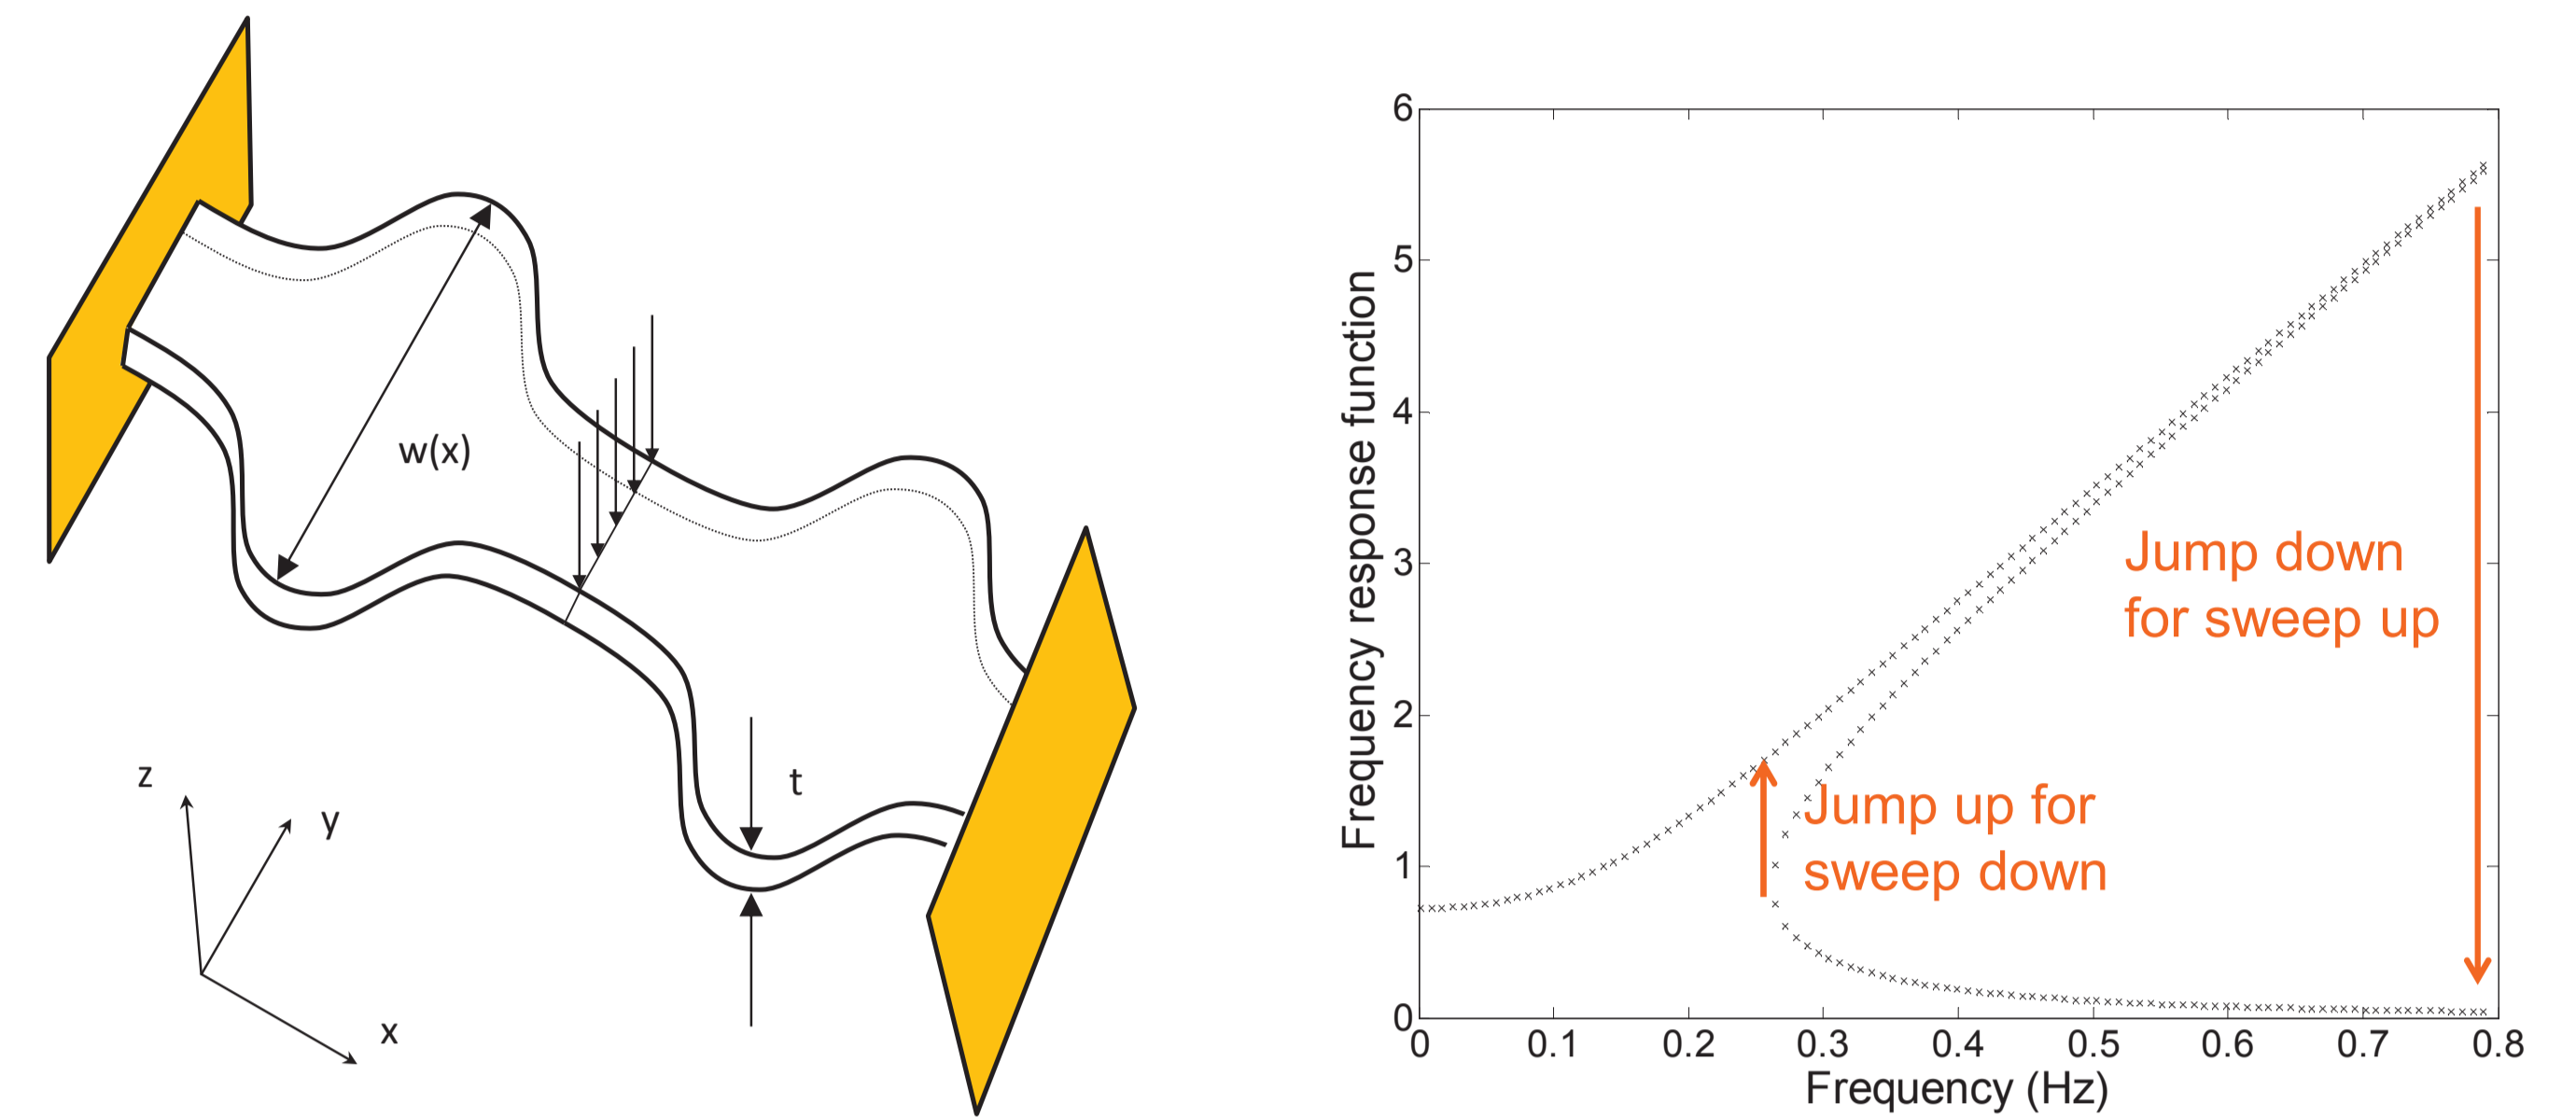 w(x)
t
z
y
x
Frequency response function
6
5
4
3
2
1
0
Jump down
for sweep up
Jump up for
sweep down
0 0.1 0.2 0.3 0.4 0.5 0.6 0.7 0.8
Frequency (Hz)